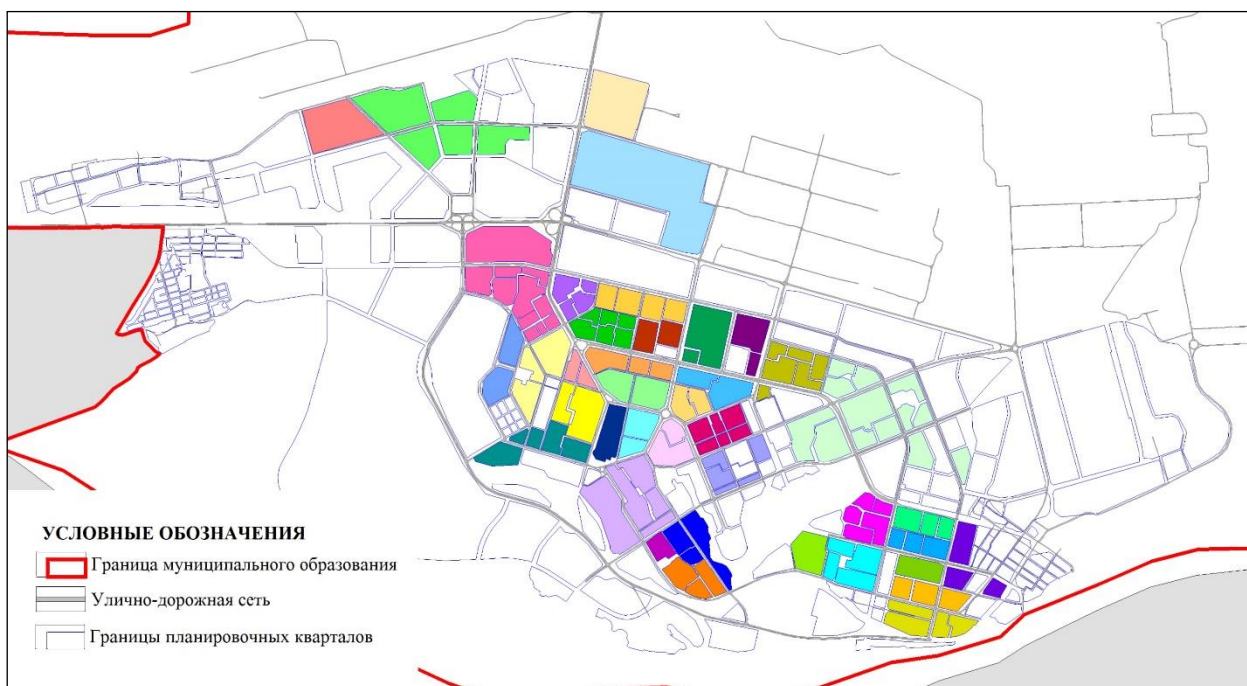 УСЛОВНЫЕ ОБОЗНАЧЕНИЯ
Граница муниципального образования
Улично-дорожная сеть
Границы планировочных кварталов